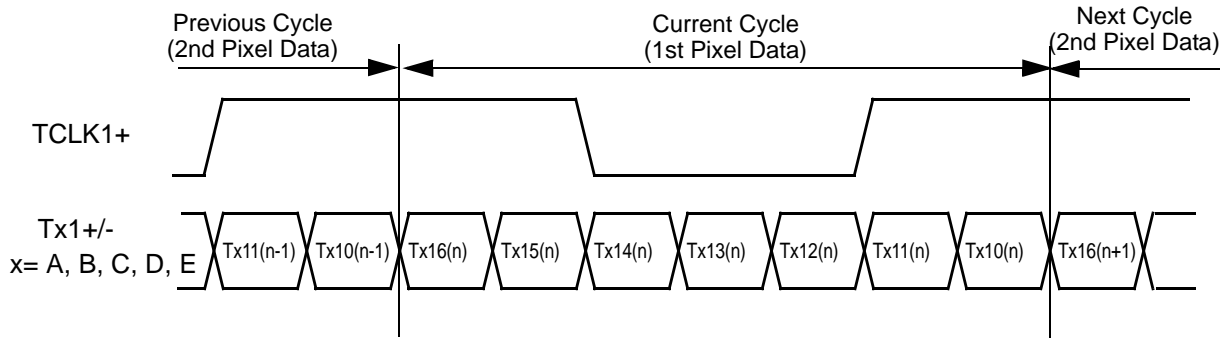 Previous Cycle
(2nd Pixel Data)
Current Cycle
(1st Pixel Data)
Next Cycle
(2nd Pixel Data)
TCLK1+
Tx1+/-
x= A, B, C, D, E
Tx11(n-1)
Tx10(n-1)
Tx16(n)
Tx15(n)
Tx14(n)
Tx13(n)
Tx12(n)
Tx11(n)
Tx10(n)
Tx16(n+1)